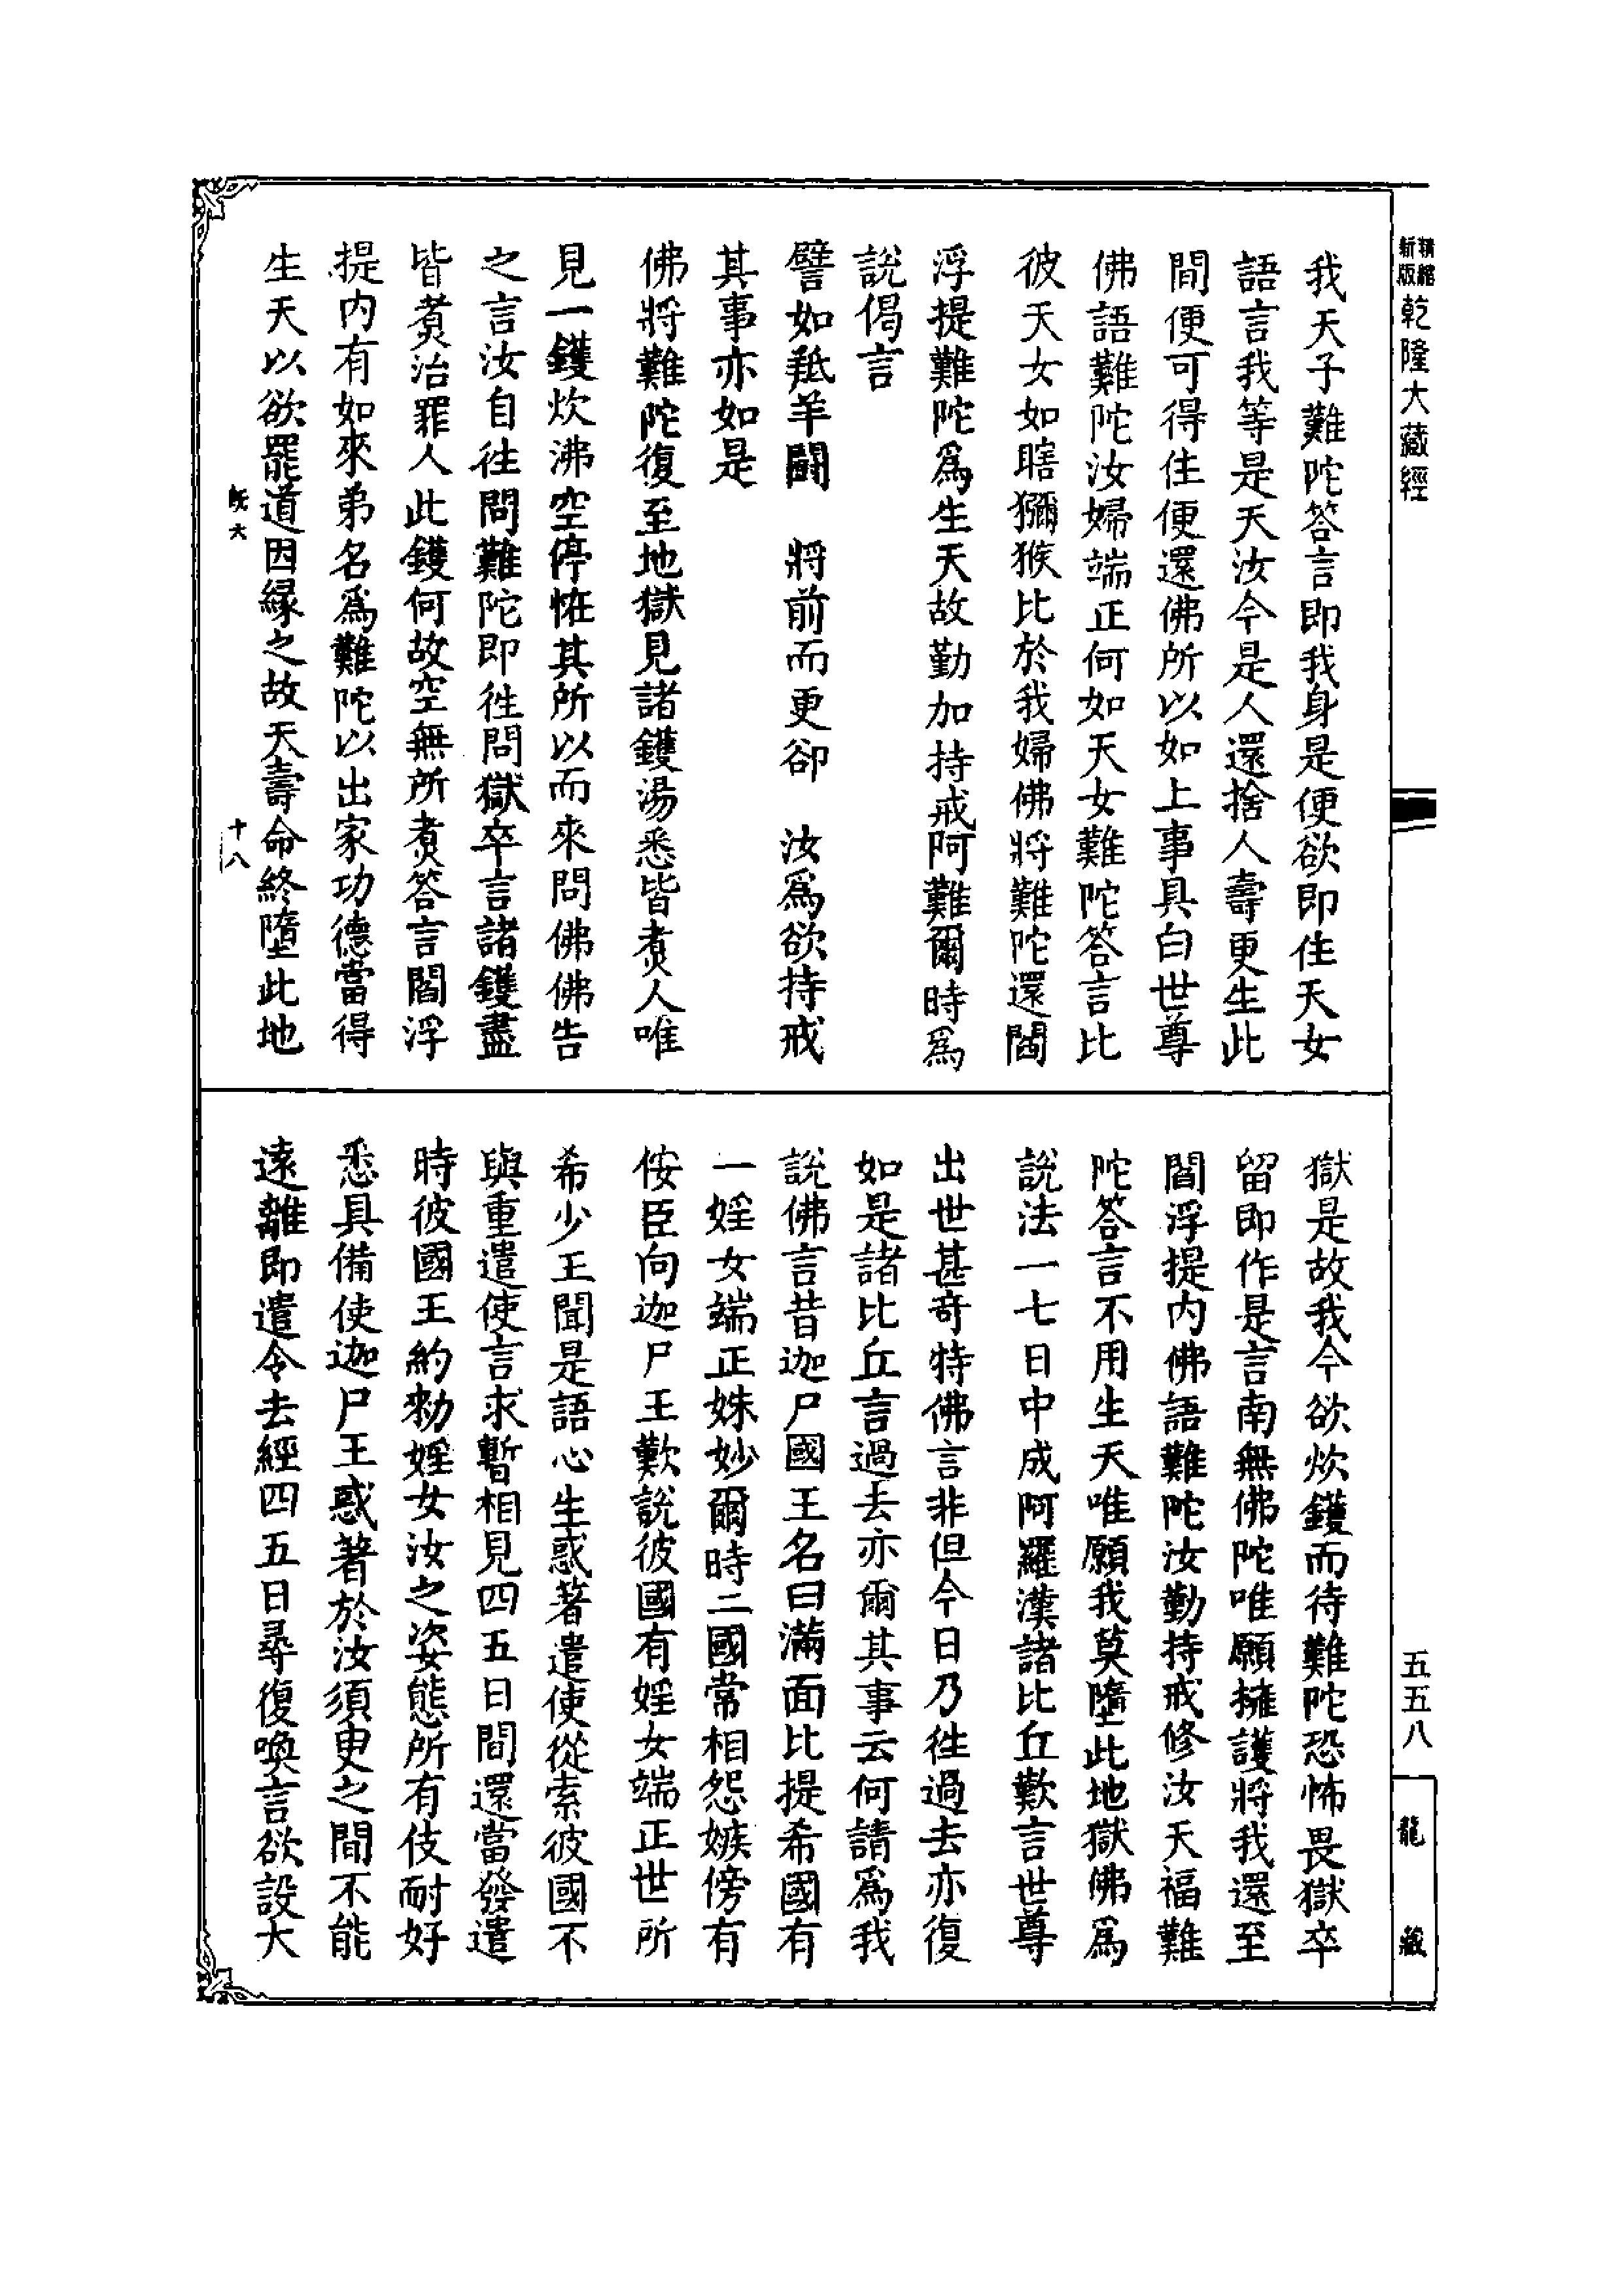 精縮新版乾隆大藏經
五五八
龍藏
我天子難陀答言即我身是便欲即住天女
語言我等是天汝今是人還捨人壽更生此
間便可得住便還佛所以如上事具白世尊
佛語難陀汝婦端正何如天女難陀答言比
彼天女如瞎獼猴比於我婦佛將難陀還閻
浮提難陀爲生天故勤加持戒阿難爾時爲
說偈言
譬如羝羊鬬　將前而更卻　汝爲欲持戒
其事亦如是
佛將難陀復至地獄見諸鑊湯悉皆煑人唯
見一鑊炊沸空停恠其所以而來問佛佛告
之言汝自往問難陀即往問獄卒言諸鑊盡
皆煑治罪人此鑊何故空無所煑答言閻浮
提内有如來弟名爲難陀以出家功德當得
生天以欲罷道因緣之故天壽命終墮此地
十八
獄是故我今欲炊鑊而待難陀恐怖畏獄卒
留即作是言南無佛陀唯願擁護將我還至
閻浮提内佛語難陀汝勤持戒修汝天福難
陀答言不用生天唯願我莫墮此地獄佛爲
說法一七日中成阿羅漢諸比丘歎言世尊
出世甚奇特佛言非但今日乃往過去亦復
如是諸比丘言過去亦爾其事云何請爲我
說佛言昔迦尸國王名曰滿面比提希國有
一婬女端正姝妙爾時二國常相怨嫉傍有
佞臣向迦尸王歎説彼國有婬女端正世所
希少王聞是語心生惑著遣使從索彼國不
與重遣使言求暫相見四五日間還當發遣
時彼國王約勑婬女汝之姿態所有伎耐好
悉具備使迦尸王惑著於汝須臾之間不能
遠離即遣令去經四五日尋復喚言欲設大